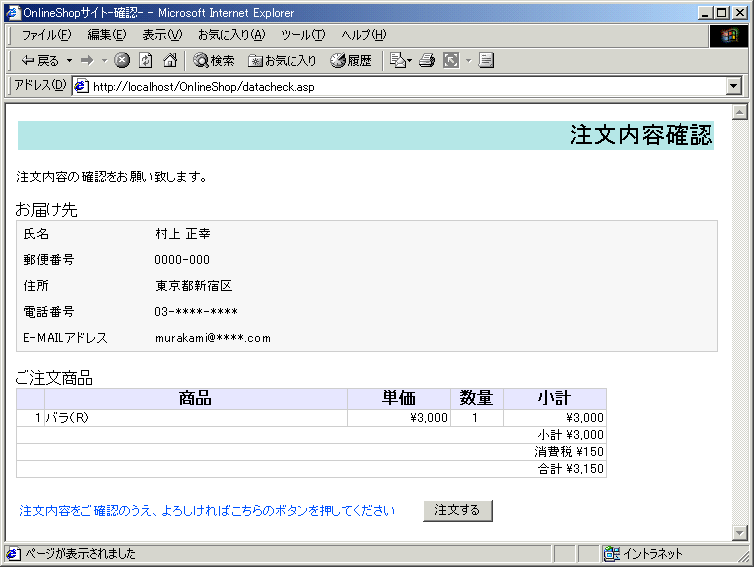 OnlineShopサイト-確認- - Microsoft Internet Explorer
ファイル(F) 編集(E) 表示(V) お気に入り(A) ツール(T) ヘルプ(H)
戻る 検索 お気に入り 履歴
アドレス(D) http://localhost/OnlineShop/datacheck.asp
注文内容確認
注文内容の確認をお願い致します。
お届け先
氏名 村上 正幸
郵便番号 0000-000
住所 東京都新宿区
電話番号 03-****-****
E-MAILアドレス murakami@****.com
ご注文商品
商品 単価 数量 小計
1 バラ(R) ¥3,000 1 ¥3,000
小計 ¥3,000
消費税 ¥150
合計 ¥3,150
注文内容をご確認のうえ、よろしければこちらのボタンを押してください 注文する
ページが表示されました イントラネット